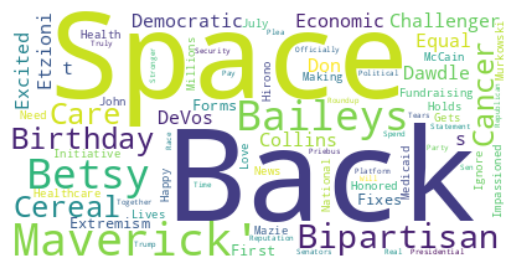 Space
Back
Baileys
Maverick'
Bipartisan
Betsy
Cereal
Birthday
Care
Cancer
Democratic
Economic
Challenger
Equal
Dawdle
Etzioni
Excited
t
Don
DeVos
Collins
s
Extremism
Forms
First
Fixes
Health
Truly
July
Millions
Security
Stronger
Pay
Officially
Plea
Political
Making
McCain
Murkowski
Fundraising
Republican
Hirono
John
Need
Holds
Gets
Roundup
Tears
Spend
Statement
Initiative
Love
News
National
Medicaid
Ignore
Impassioned
Healthcare
Race
Priebus
Platform
Party
Sen
Happy
Time
Honored
Will
Lives
Together
Mazie
Trump
Reputation
Senators
Real
Presidential